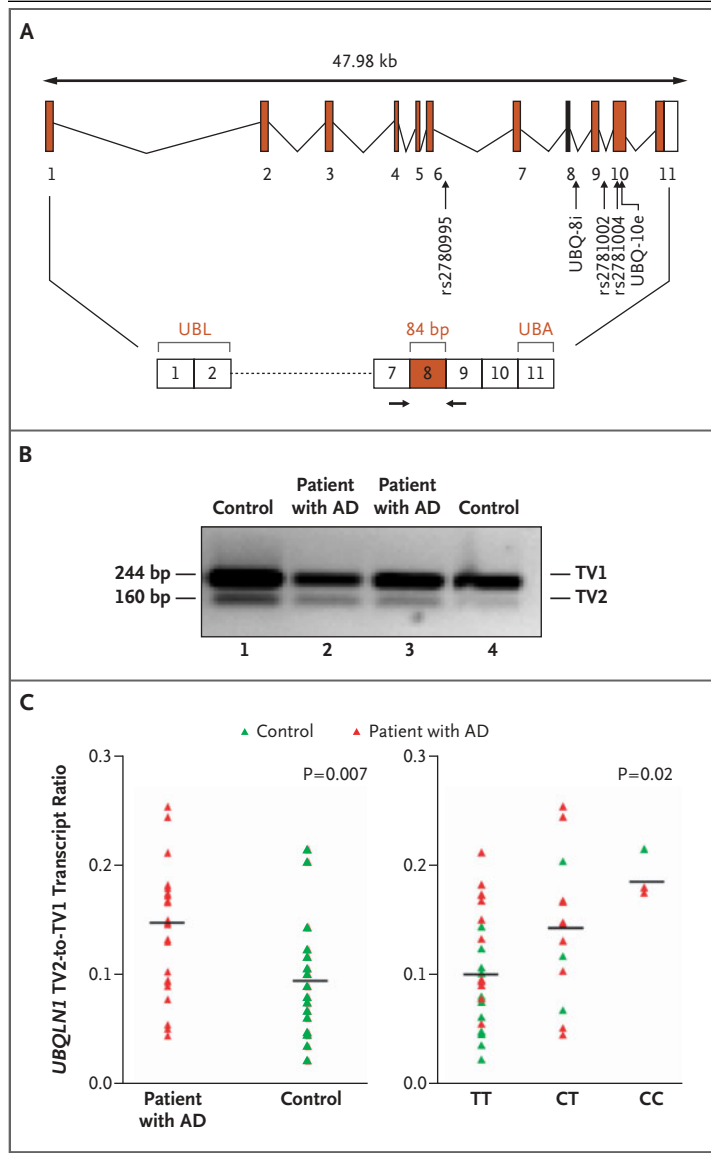 A
47.98 kb
1 2 3 4 5 6 7 8 9 10 11
rs2780995
UBQ-8i
rs2781002
rs2781004
UBQ-10e
UBL 84 bp UBA
1 2 7 8 9 10 11
B
Control Patient with AD Patient with AD Control
244 bp TV1
160 bp TV2
1 2 3 4
C
Control Patient with AD
UBQLN1 TV2-to-TV1 Transcript Ratio
0.3
0.2
0.1
0.0
P=0.007
Patient with AD Control
0.3
0.2
0.1
0.0
P=0.02
TT CT CC